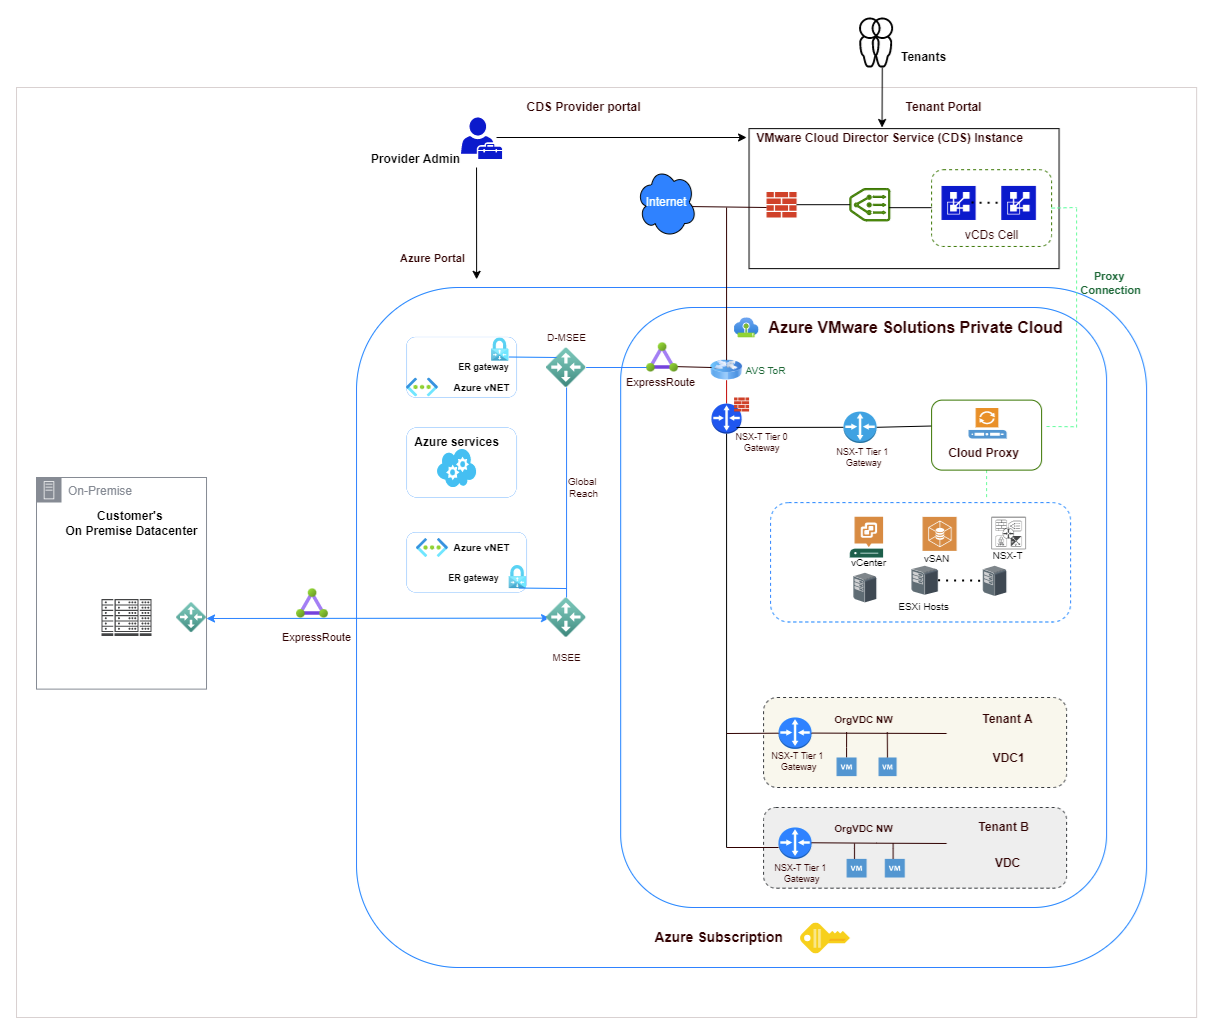 Tenants
CDS Provider portal
Tenant Portal
VMware Cloud Director Service (CDS) Instance
Provider Admin
Internet
vCDs Cell
Azure Portal
Proxy
Connection
Azure VMware Solutions Private Cloud
D-MSEE
ER gateway
Azure vNET
ExpressRoute
AVS ToR
NSX-T Tier 0
Gateway
NSX-T Tier 1
Gateway
Cloud Proxy
Azure services
Global
Reach
On-Premise
Customer's
On Premise Datacenter
Azure vNET
ER gateway
vCenter
vSAN
NSX-T
ESXi Hosts
ExpressRoute
MSEE
OrgVDC NW
Tenant A
NSX-T Tier 1
Gateway
VM
VM
VDC1
OrgVDC NW
Tenant B
NSX-T Tier 1
Gateway
VM
VM
VDC
Azure Subscription